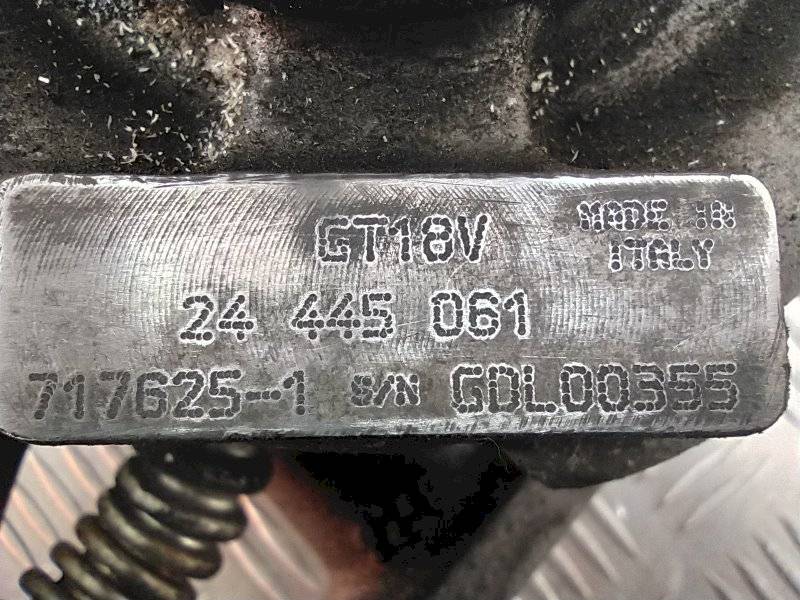 GT18V
MADE IN
ITALY
24 445 061
717625-1 S/N GDL00355